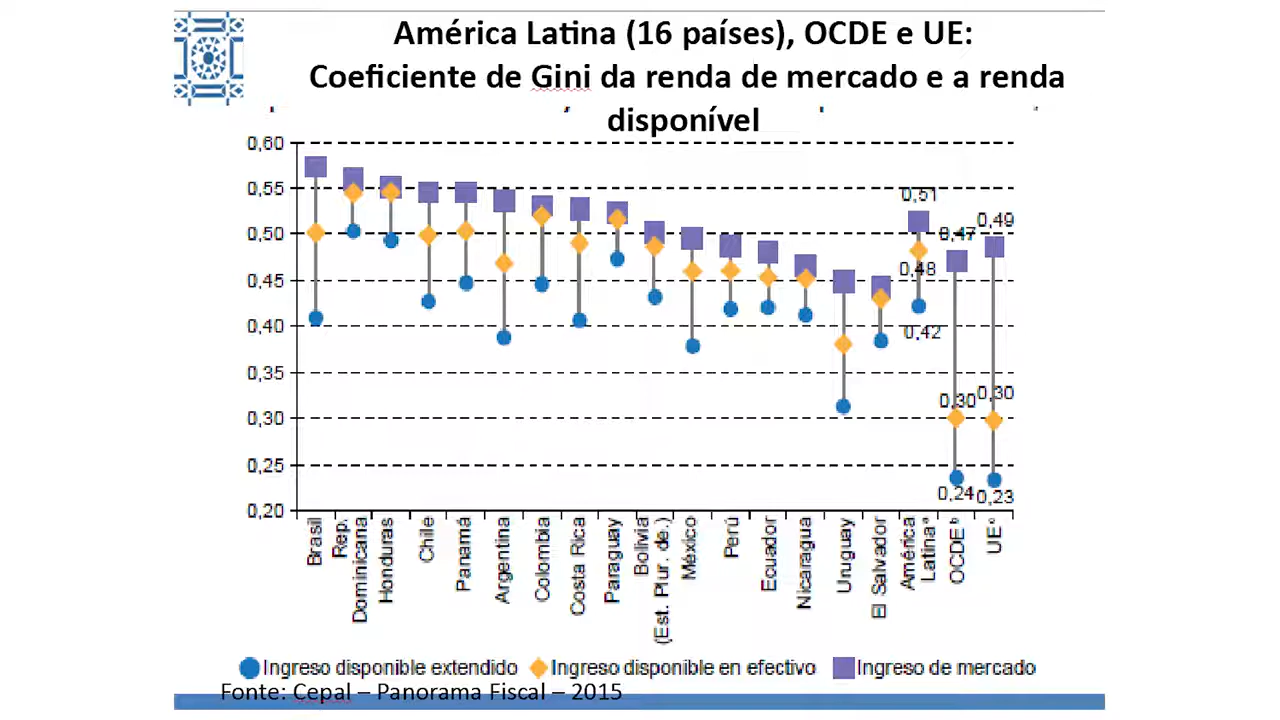 América Latina (16 países), OCDE e UE:
Coeficiente de Gini da renda de mercado e a renda
disponível
0,60
0,55
0,50
0,45
0,40
0,35
0,30
0,25
0,20
0,51
0,48
0,42
0,47
0,30
0,24
0,49
0,30
0,23
Brasil
Rep.
Dominicana
Honduras
Chile
Panamá
Argentina
Colombia
Costa Rica
Paraguay
Bolivia
(Est. Plur. de.)
México
Perú
Ecuador
Nicaragua
Uruguay
El Salvador
América
Latinaª
OCDEᵇ
UEᶜ
Ingreso disponible extendido
Ingreso disponible en efectivo
Ingreso de mercado
Fonte: Cepal – Panorama Fiscal – 2015